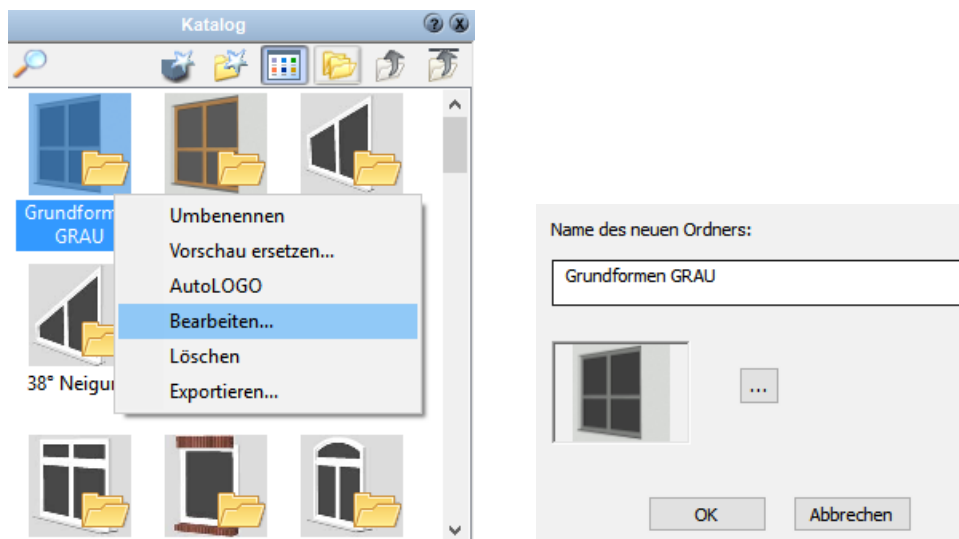 Katalog
Grundform
GRAU
Umbenennen
Vorschau ersetzen...
AutoLOGO
Bearbeiten...
Löschen
Exportieren...
38° Neigu
Name des neuen Ordners:
Grundformen GRAU
...
OK
Abbrechen